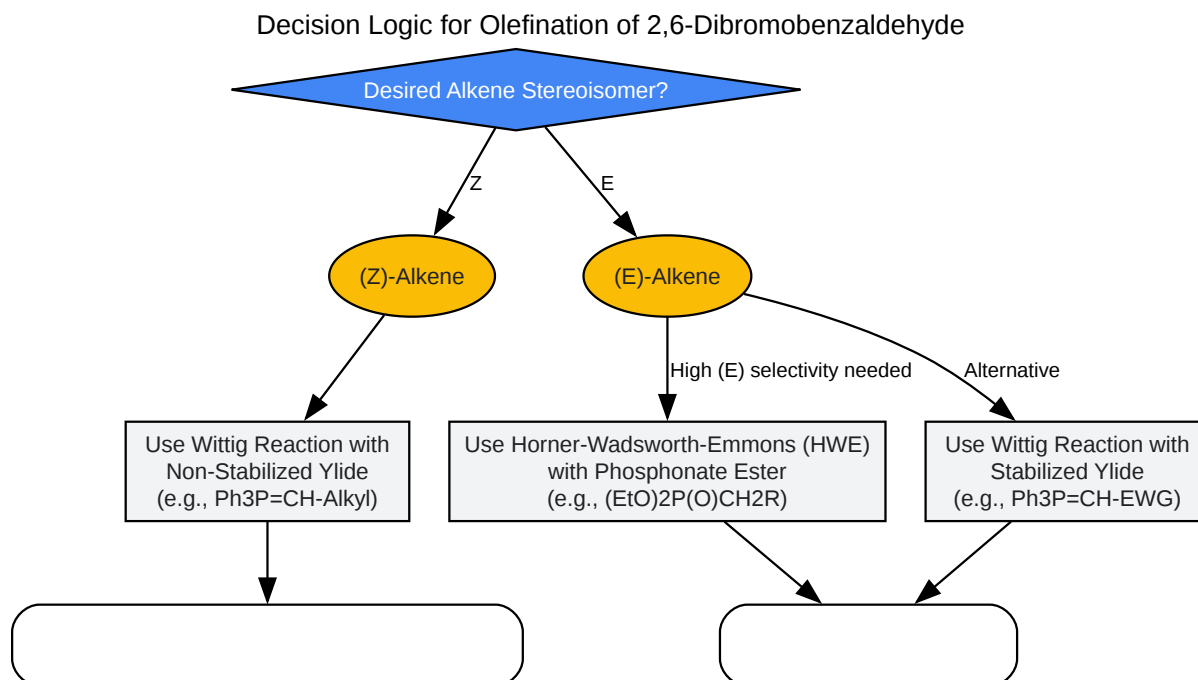 Decision Logic for Olefination of 2,6-Dibromobenzaldehyde
Desired Alkene Stereoisomer?
Z
E
(Z)-Alkene
(E)-Alkene
High (E) selectivity needed
Alternative
Use Wittig Reaction with
Non-Stabilized Ylide
(e.g., Ph3P=CH-Alkyl)
Use Horner-Wadsworth-Emmons (HWE)
with Phosphonate Ester
(e.g., (EtO)2P(O)CH2R)
Use Wittig Reaction with
Stabilized Ylide
(e.g., Ph3P=CH-EWG)